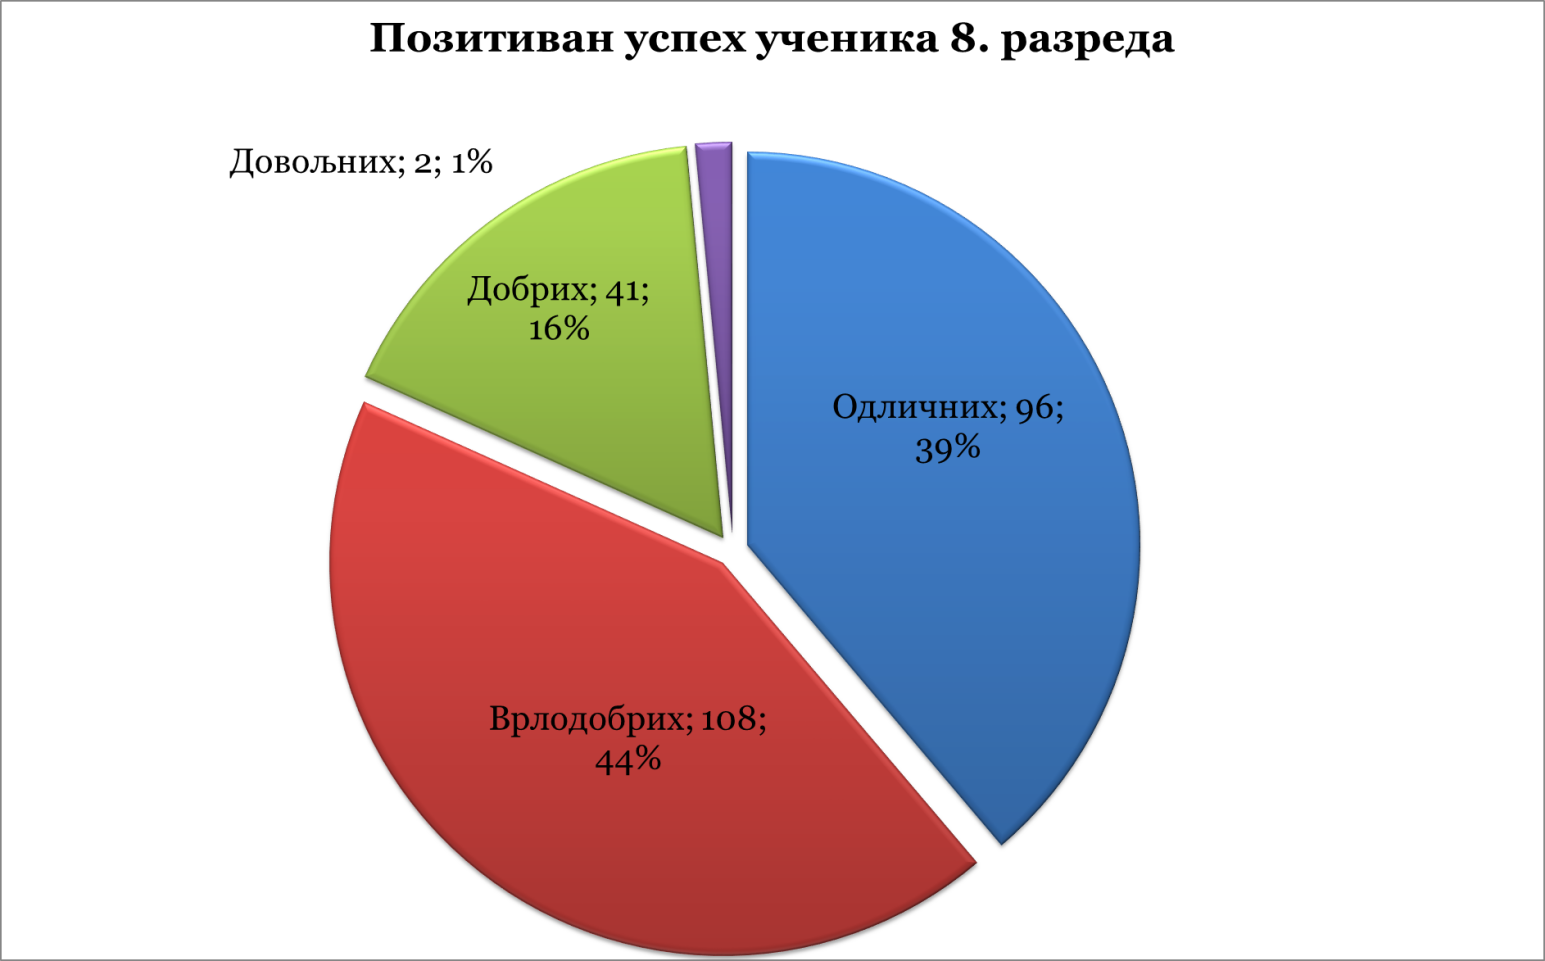 Позитиван успех ученика 8. разреда
Довољних; 2; 1%
Добрих; 41;
16%
Одличних; 96;
39%
Врлодобрих; 108;
44%